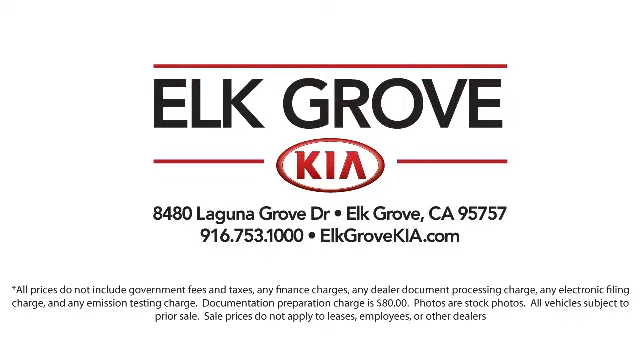 ELK GROVE
KIA
8480 Laguna Grove Dr • Elk Grove, CA 95757
916.753.1000 • ElkGroveKIA.com
*All prices do not include government fees and taxes, any finance charges, any dealer document processing charge, any electronic filing
charge, and any emission testing charge.  Documentation preparation charge is $80.00.  Photos are stock photos.  All vehicles subject to
prior sale.  Sale prices do not apply to leases, employees, or other dealers